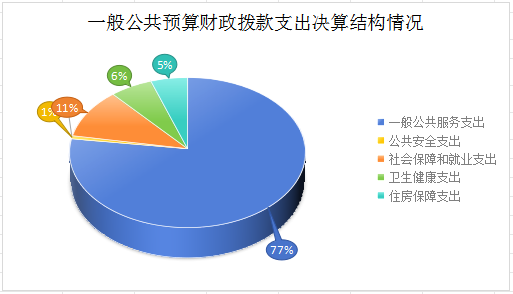 一般公共预算财政拨款支出决算结构情况
5%
6%
1%
11%
77%
一般公共服务支出
公共安全支出
社会保障和就业支出
卫生健康支出
住房保障支出